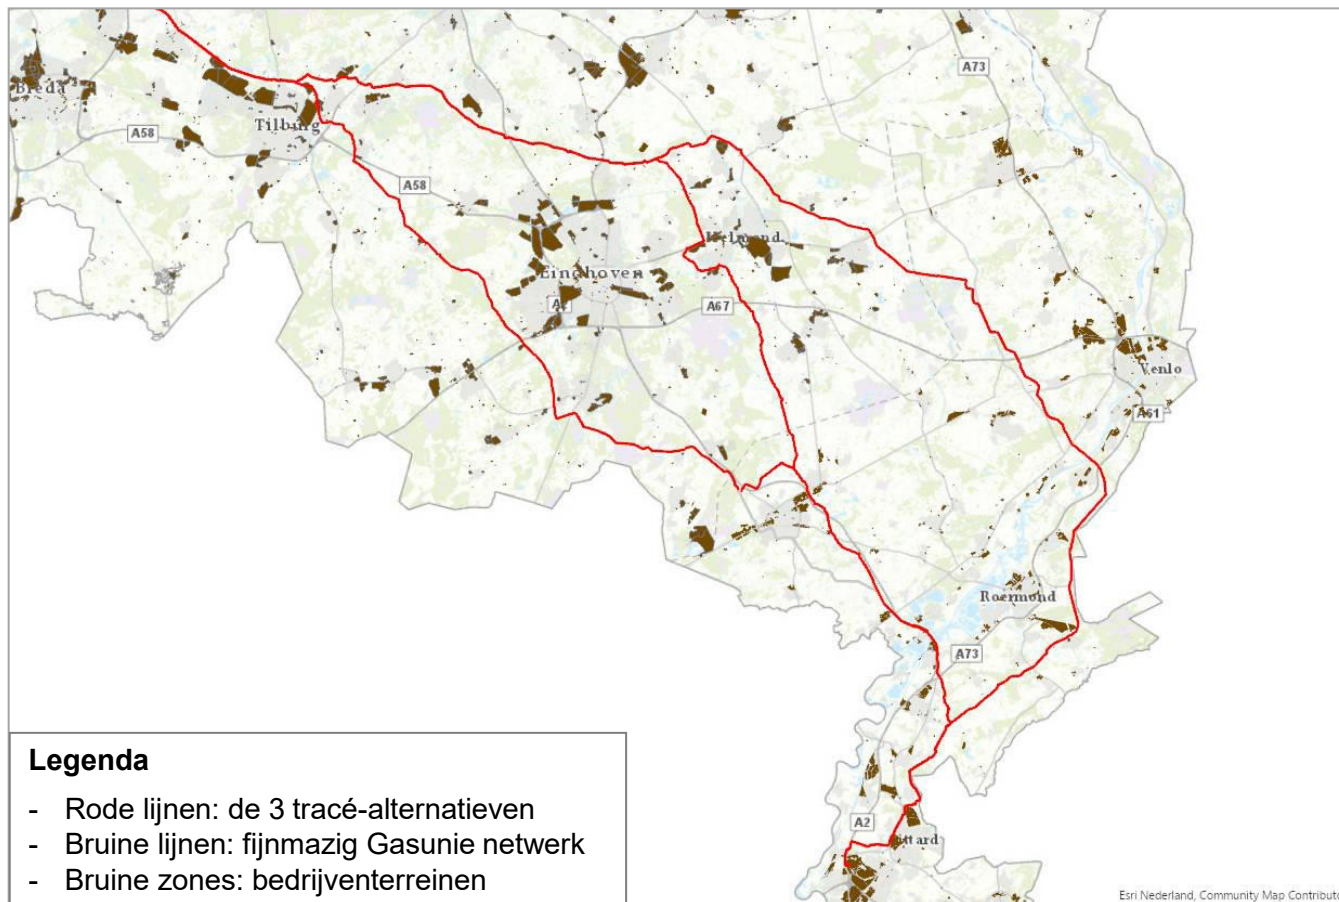 A73
Breda
A58
Tilburg
A58
Helmond
Eindhoven
A67
Venlo
A61
Roermond
A73
A2
Sittard
Legenda
- Rode lijnen: de 3 tracé-alternatieven
- Bruine lijnen: fijnmazig Gasunie netwerk
- Bruine zones: bedrijventerreinen
Esri Nederland, Community Map Contributo